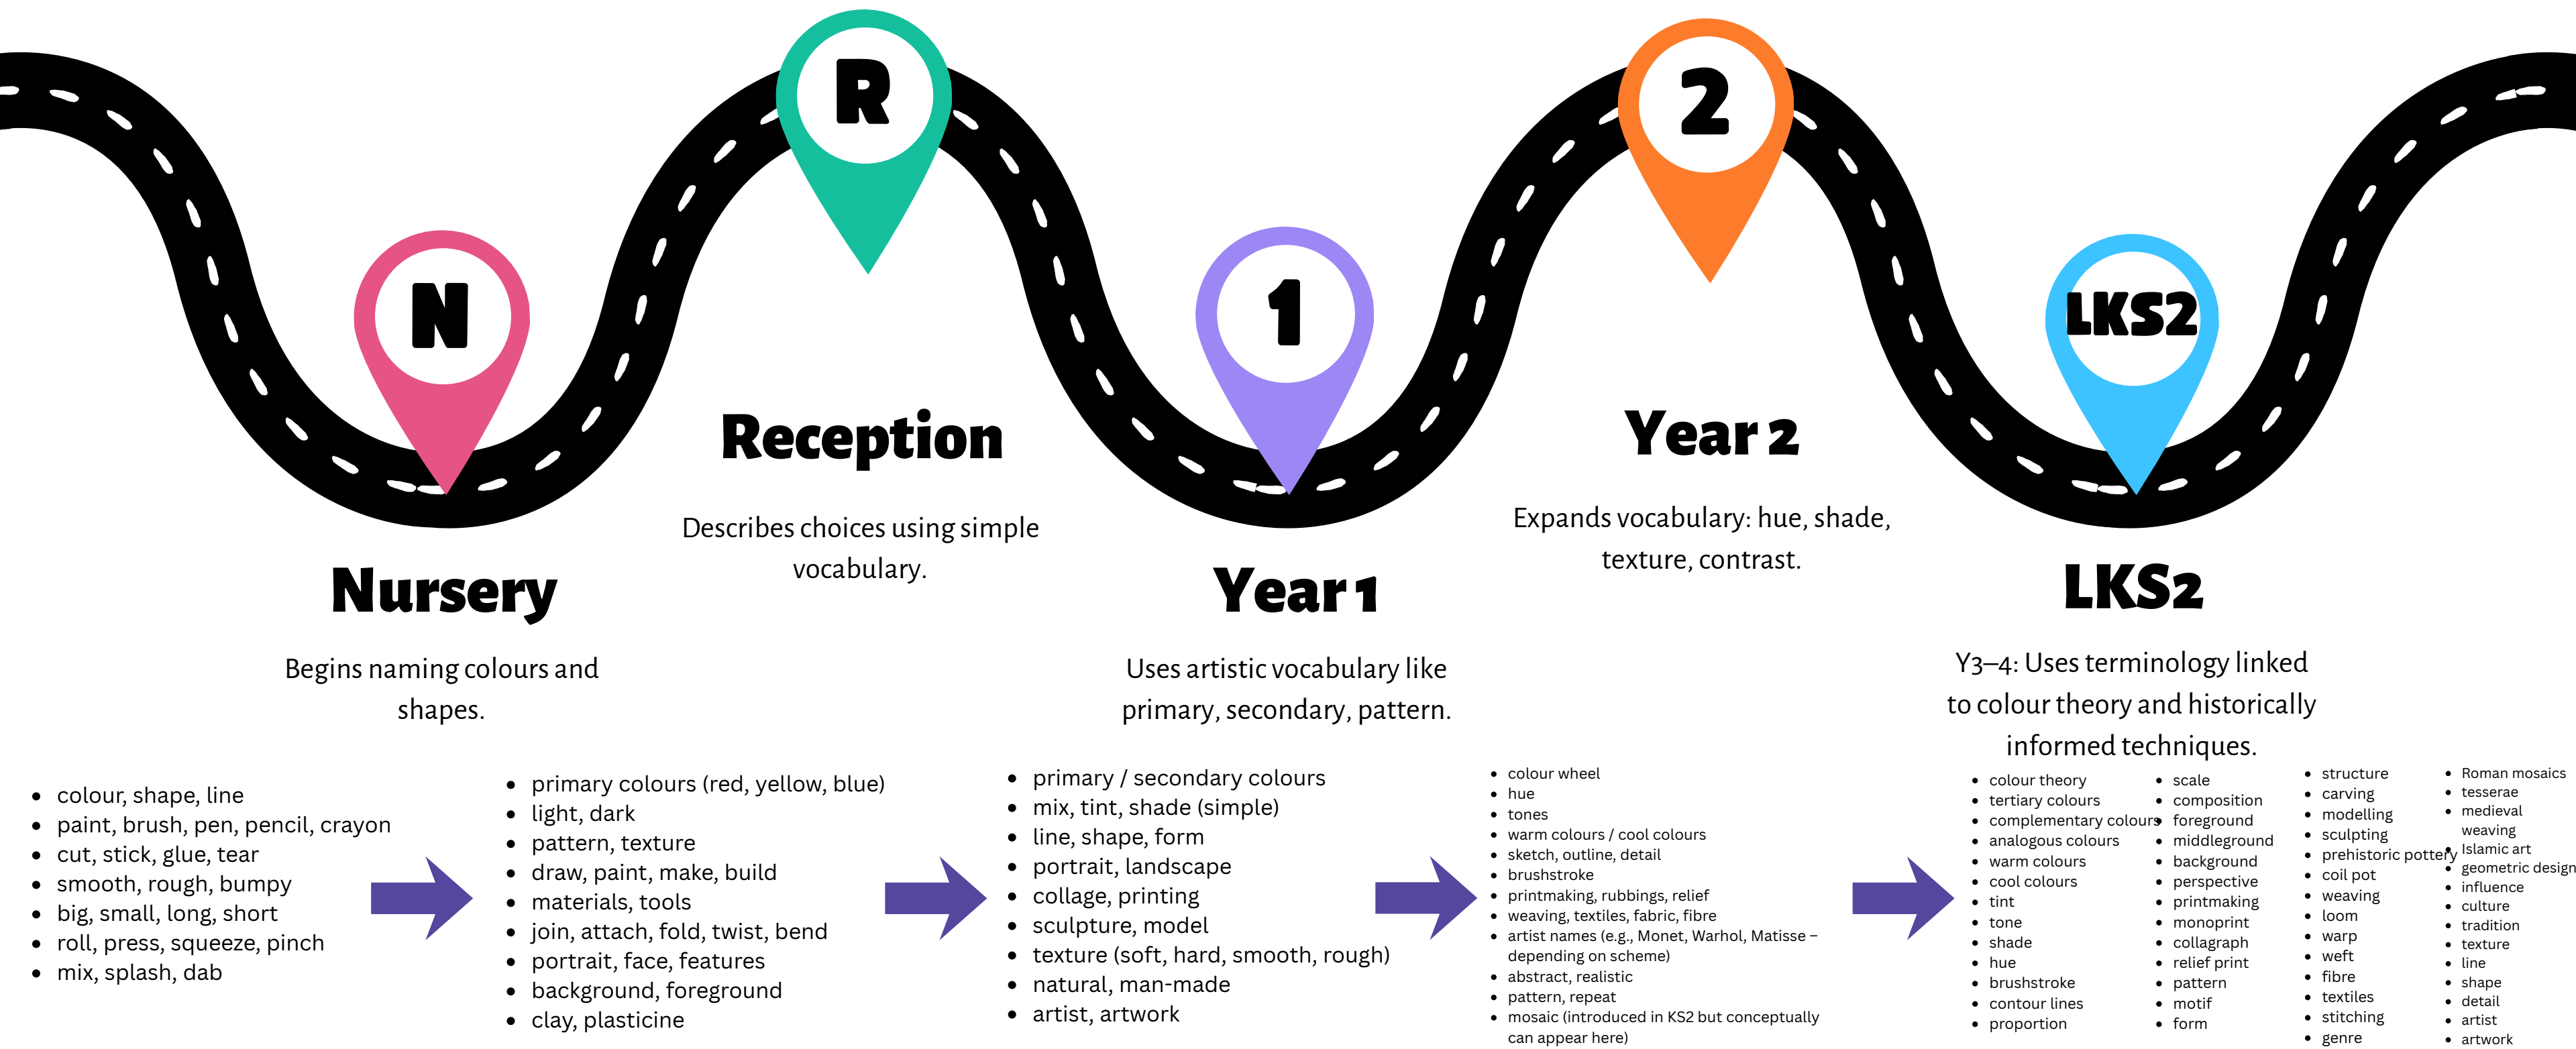 N
R
1
2
LKS2
Nursery
Begins naming colours and
shapes.
Reception
Describes choices using simple
vocabulary.
Year 1
Uses artistic vocabulary like
primary, secondary, pattern.
Year 2
Expands vocabulary: hue, shade,
texture, contrast.
LKS2
Y3–4: Uses terminology linked
to colour theory and historically
informed techniques.
• colour, shape, line
• paint, brush, pen, pencil, crayon
• cut, stick, glue, tear
• smooth, rough, bumpy
• big, small, long, short
• roll, press, squeeze, pinch
• mix, splash, dab
• primary colours (red, yellow, blue)
• light, dark
• pattern, texture
• draw, paint, make, build
• materials, tools
• join, attach, fold, twist, bend
• portrait, face, features
• background, foreground
• clay, plasticine
• primary / secondary colours
• mix, tint, shade (simple)
• line, shape, form
• portrait, landscape
• collage, printing
• sculpture, model
• texture (soft, hard, smooth, rough)
• natural, man-made
• artist, artwork
• colour wheel
• hue
• tones
• warm colours / cool colours
• sketch, outline, detail
• brushstroke
• printmaking, rubbings, relief
• weaving, textiles, fabric, fibre
• artist names (e.g., Monet, Warhol, Matisse –
depending on scheme)
• abstract, realistic
• pattern, repeat
• mosaic (introduced in KS2 but conceptually
can appear here)
• colour theory
• tertiary colours
• complementary colours
• analogous colours
• warm colours
• cool colours
• tint
• tone
• shade
• hue
• brushstroke
• contour lines
• proportion
• scale
• composition
• foreground
• middleground
• background
• perspective
• printmaking
• monoprint
• collagraph
• relief print
• pattern
• motif
• form
• structure
• carving
• modelling
• sculpting
• prehistoric pottery
• coil pot
• weaving
• loom
• warp
• weft
• fibre
• textiles
• stitching
• genre
• Roman mosaics
• tesserae
• medieval
weaving
• Islamic art
• geometric design
• influence
• culture
• tradition
• texture
• line
• shape
• detail
• artist
• artwork